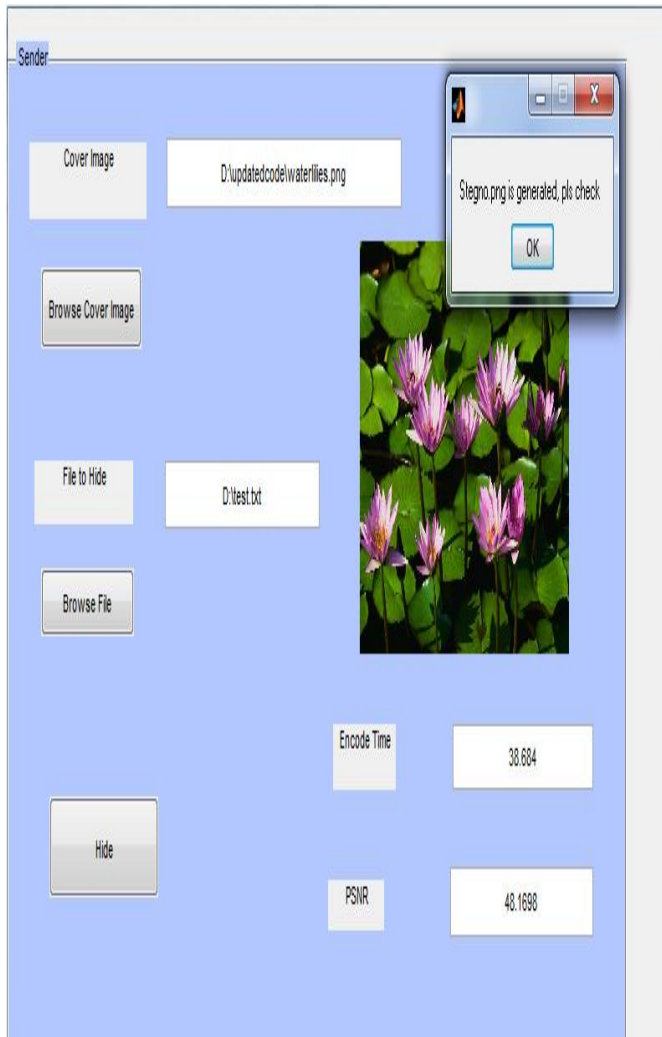 Sender
Cover Image
D:\updatedcode\waterllies.png
Stegno.png is generated, pls check
OK
Browse Cover Image
File to Hide
D:\test.txt
Browse File
Encode Time
38.684
Hide
PSNR
48.1698